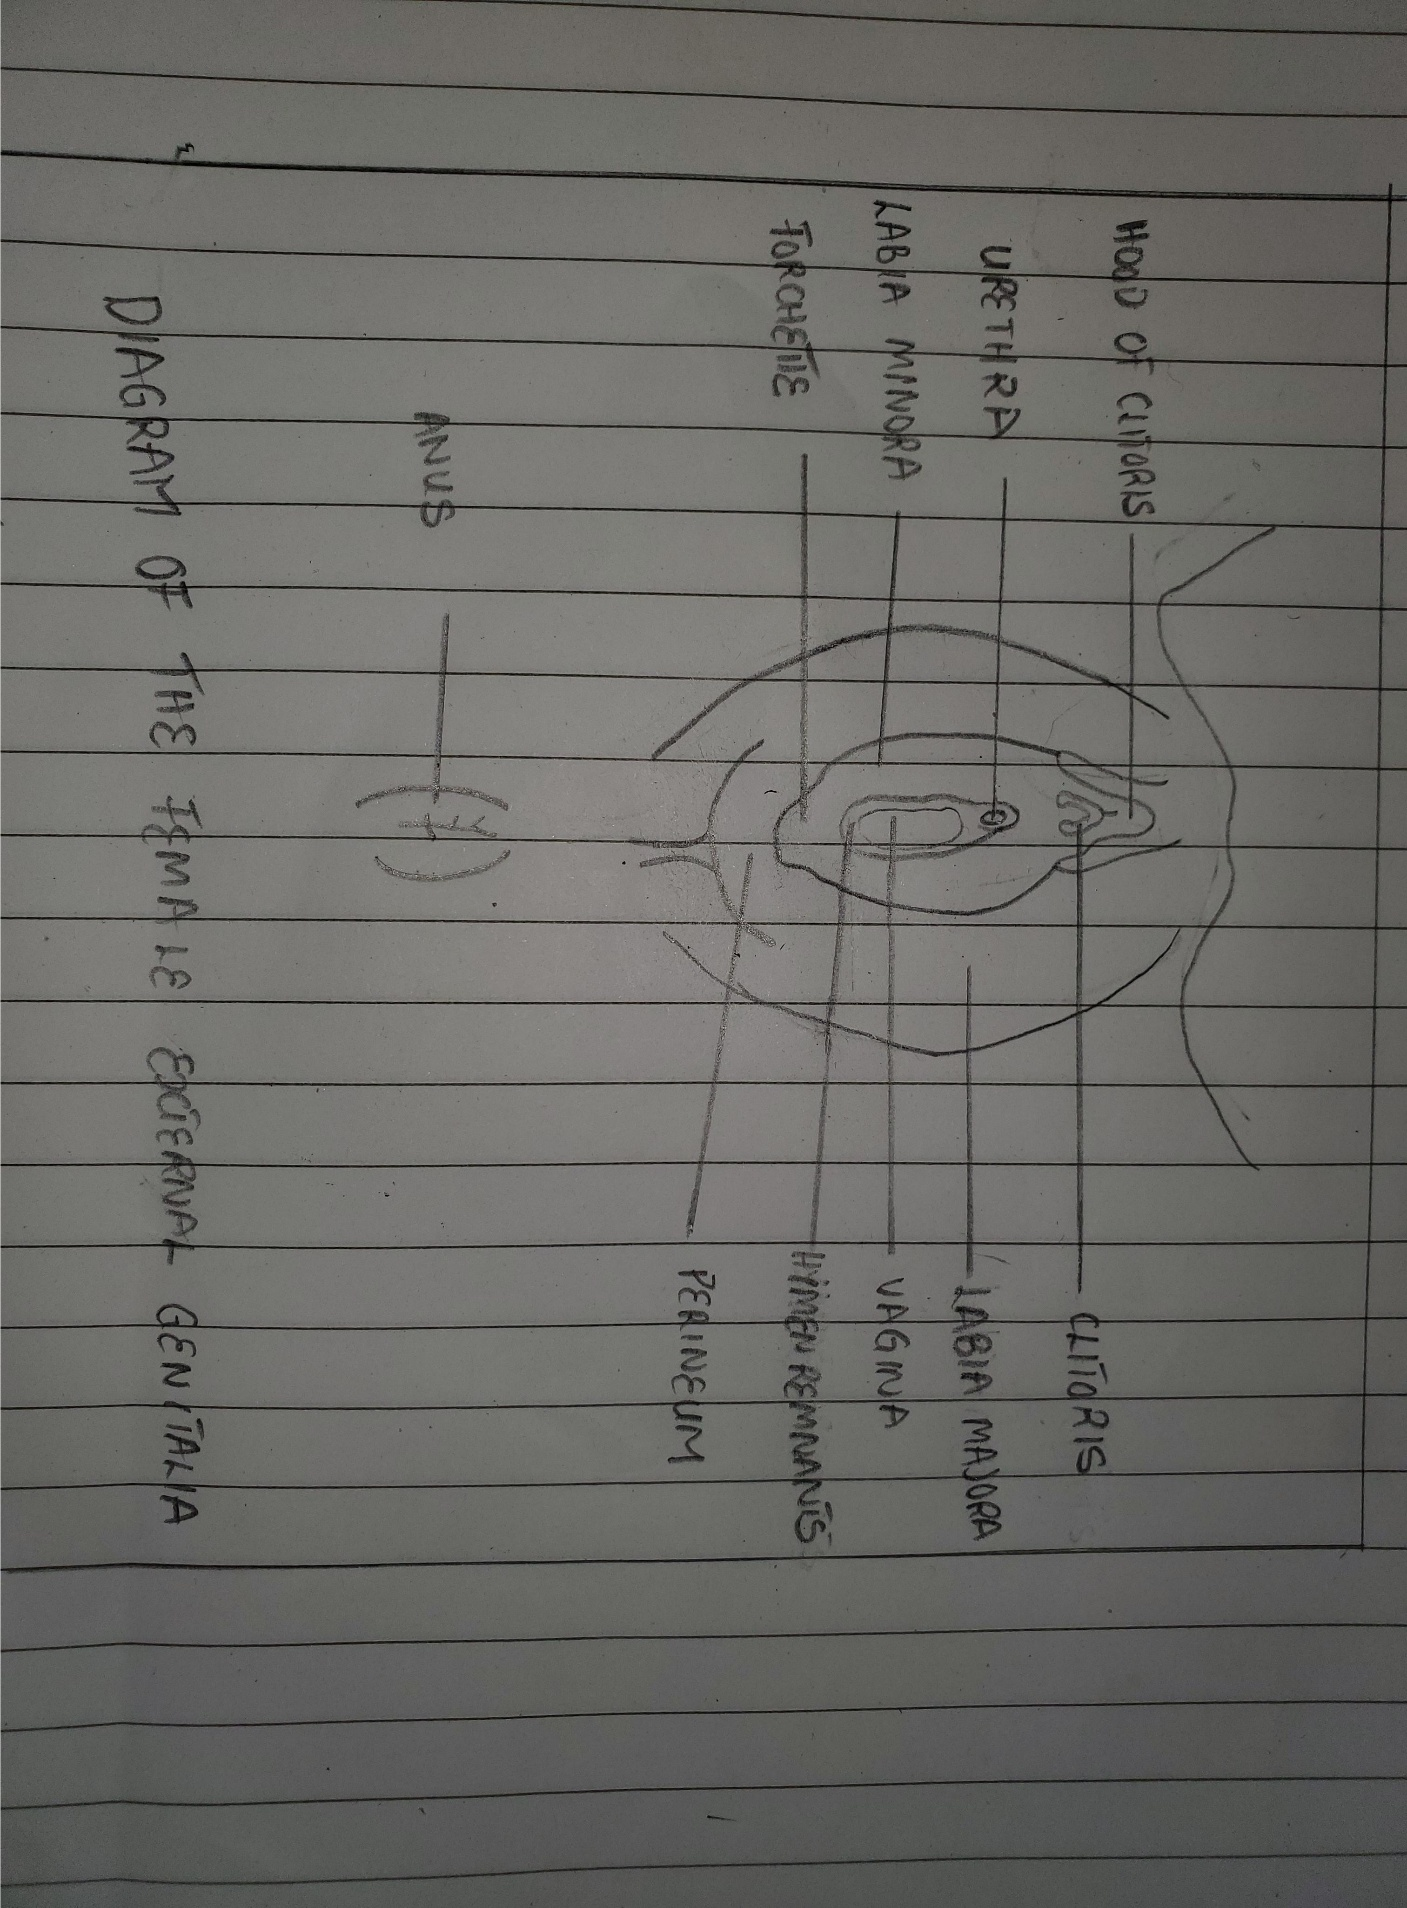 HOOD OF CLITORIS
URETHRA
LABIA MINORA
FORCHETTE
ANUS
CLITORIS
LABIA MAJORA
VAGINA
HYMEN REMNANTS
PERINEUM
DIAGRAM OF THE FEMALE EXTERNAL GENITALIA